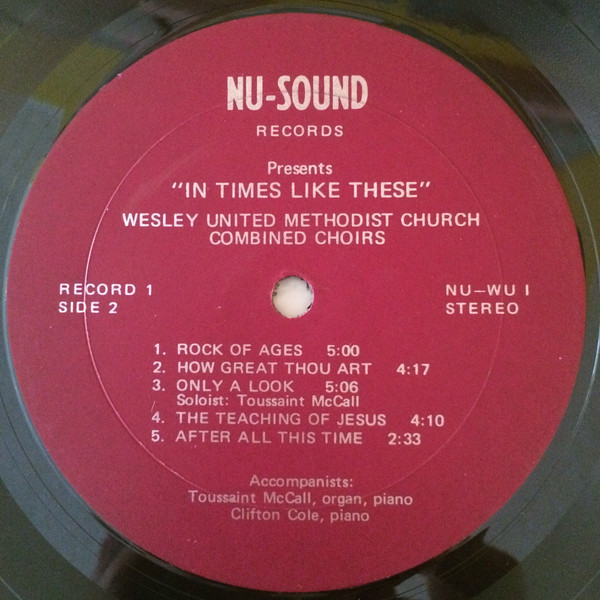 NU-SOUND
RECORDS
Presents
"IN TIMES LIKE THESE"
WESLEY UNITED METHODIST CHURCH
COMBINED CHOIRS
RECORD 1
SIDE 2
NU-WU I
STEREO
1. ROCK OF AGES 5:00
2. HOW GREAT THOU ART 4:17
3. ONLY A LOOK 5:06
Soloist: Toussaint McCall
4. THE TEACHING OF JESUS 4:10
5. AFTER ALL THIS TIME 2:33
Accompanists:
Toussaint McCall, organ, piano
Clifton Cole, piano